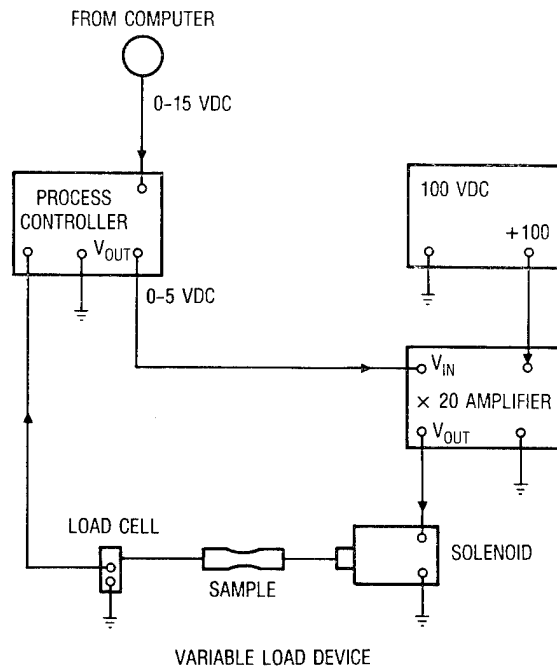 FROM COMPUTER
0-15 VDC
PROCESS
CONTROLLER
VOUT
0-5 VDC
100 VDC
+100
VIN
× 20 AMPLIFIER
VOUT
LOAD CELL
SAMPLE
SOLENOID
VARIABLE LOAD DEVICE